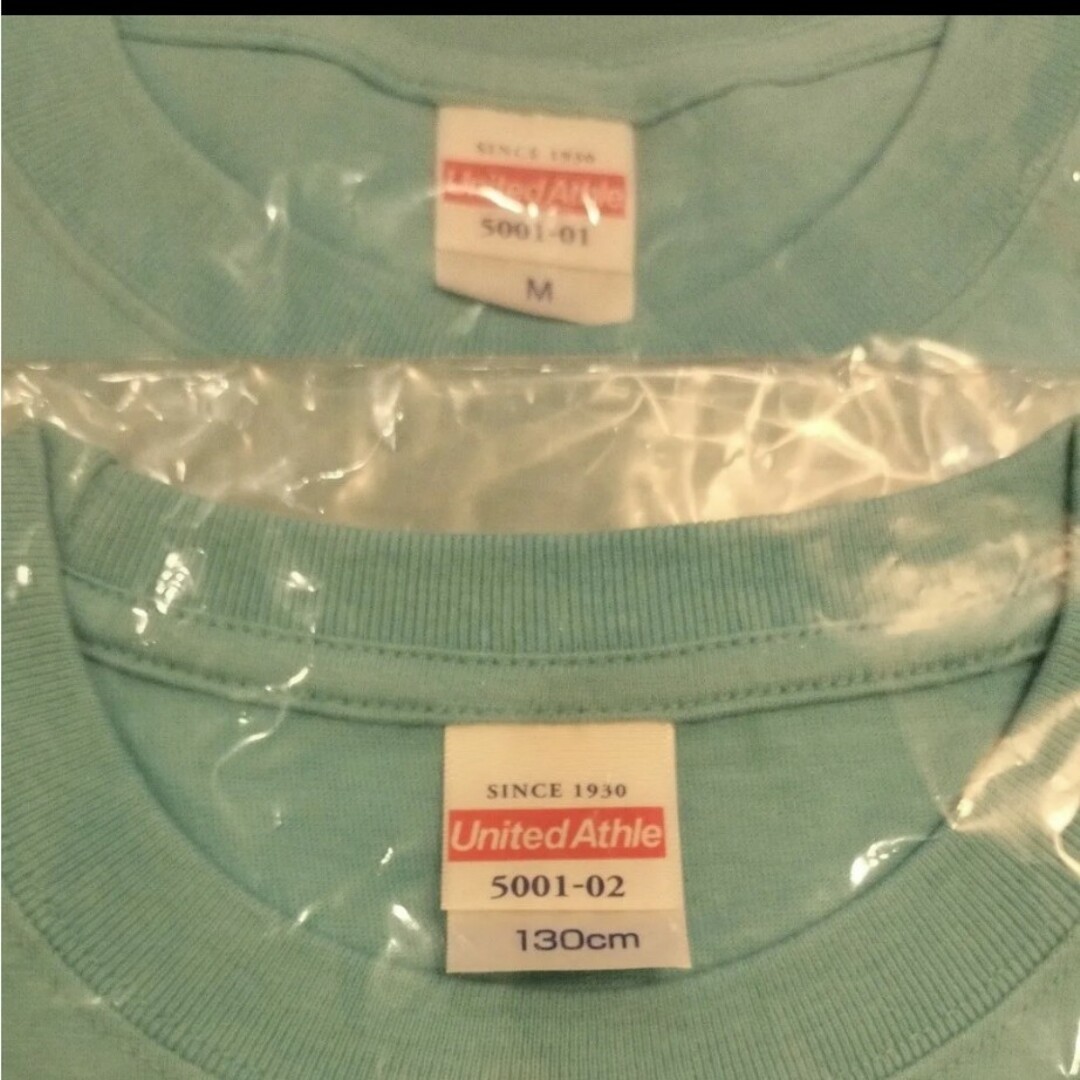 SINCE 1930
United Athle
5001-01
M
SINCE 1930
United Athle
5001-02
130cm